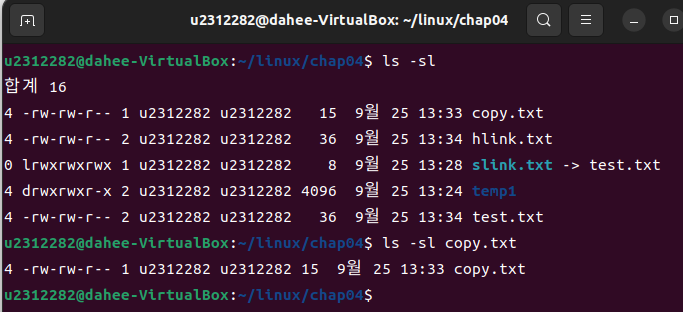 u2312282@dahee-VirtualBox: ~/linux/chap04
u2312282@dahee-VirtualBox:~/linux/chap04$ ls -sl
합계 16
4 -rw-rw-r-- 1 u2312282 u2312282   15  9월 25 13:33 copy.txt
4 -rw-rw-r-- 2 u2312282 u2312282   36  9월 25 13:34 hlink.txt
0 lrwxrwxrwx 1 u2312282 u2312282    8  9월 25 13:28 slink.txt -> test.txt
4 drwxrwxr-x 2 u2312282 u2312282 4096  9월 25 13:24 temp1
4 -rw-rw-r-- 2 u2312282 u2312282   36  9월 25 13:34 test.txt
u2312282@dahee-VirtualBox:~/linux/chap04$ ls -sl copy.txt
4 -rw-rw-r-- 1 u2312282 u2312282 15  9월 25 13:33 copy.txt
u2312282@dahee-VirtualBox:~/linux/chap04$